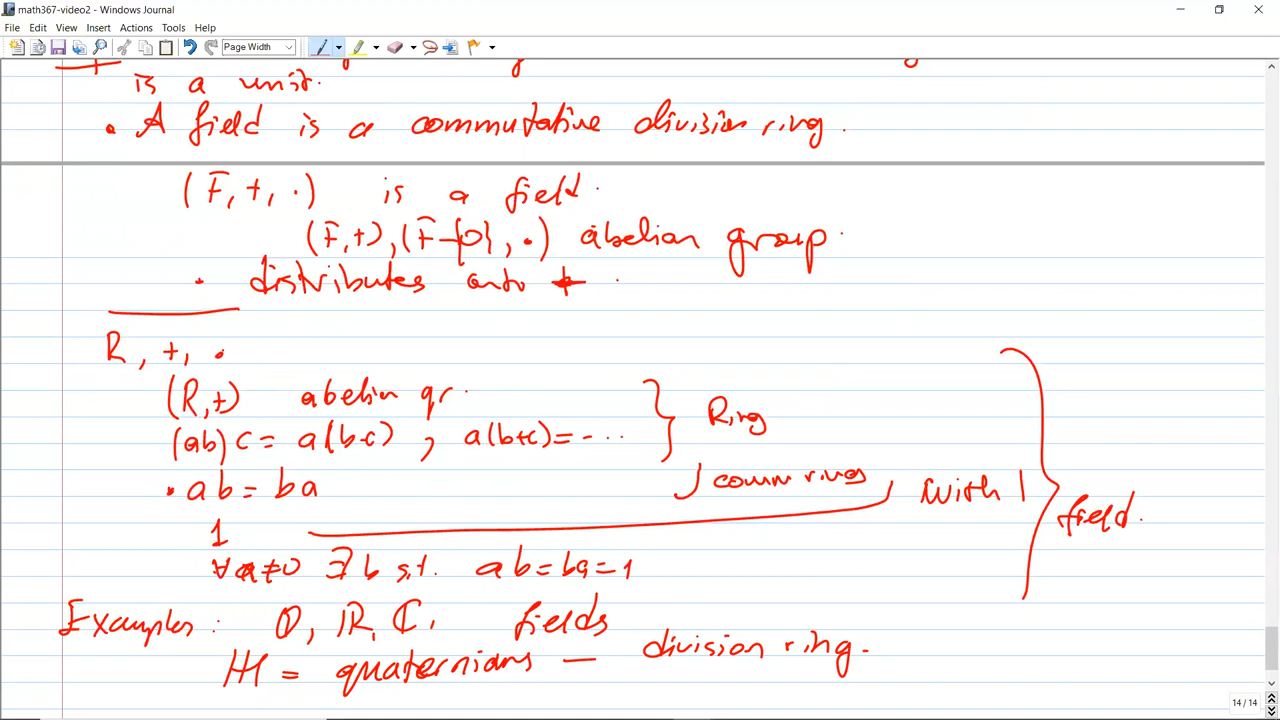 math367-video2 - Windows Journal
File Edit View Insert Actions Tools Help
Page Width
is a unit.
• A field is a commutative division ring.
(F, +, ·) is a field.
(F, +), (F-{0}, ·) abelian group.
· distributes onto + .
R, +, ·
(R, +) abelian gr.
(ab)c = a(bc) , a(b+c) = --... } Ring
• ab = ba comm rings with 1 } field.
1
∀ a≠0 ∃ b s.t. ab = ba = 1
Examples: Q, R, C, fields
H = quaternians — division ring.
14 / 14